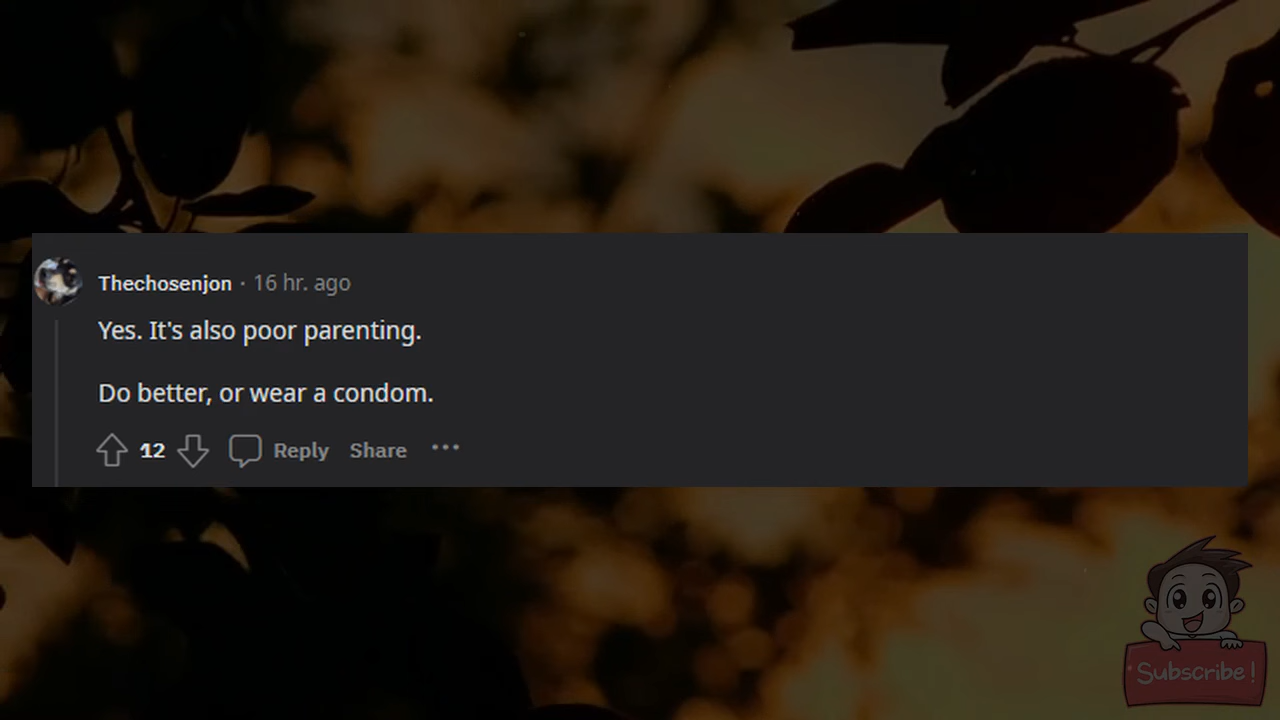 Thechosenjon · 16 hr. ago
Yes. It's also poor parenting.
Do better, or wear a condom.
12 Reply Share
Subscribe!